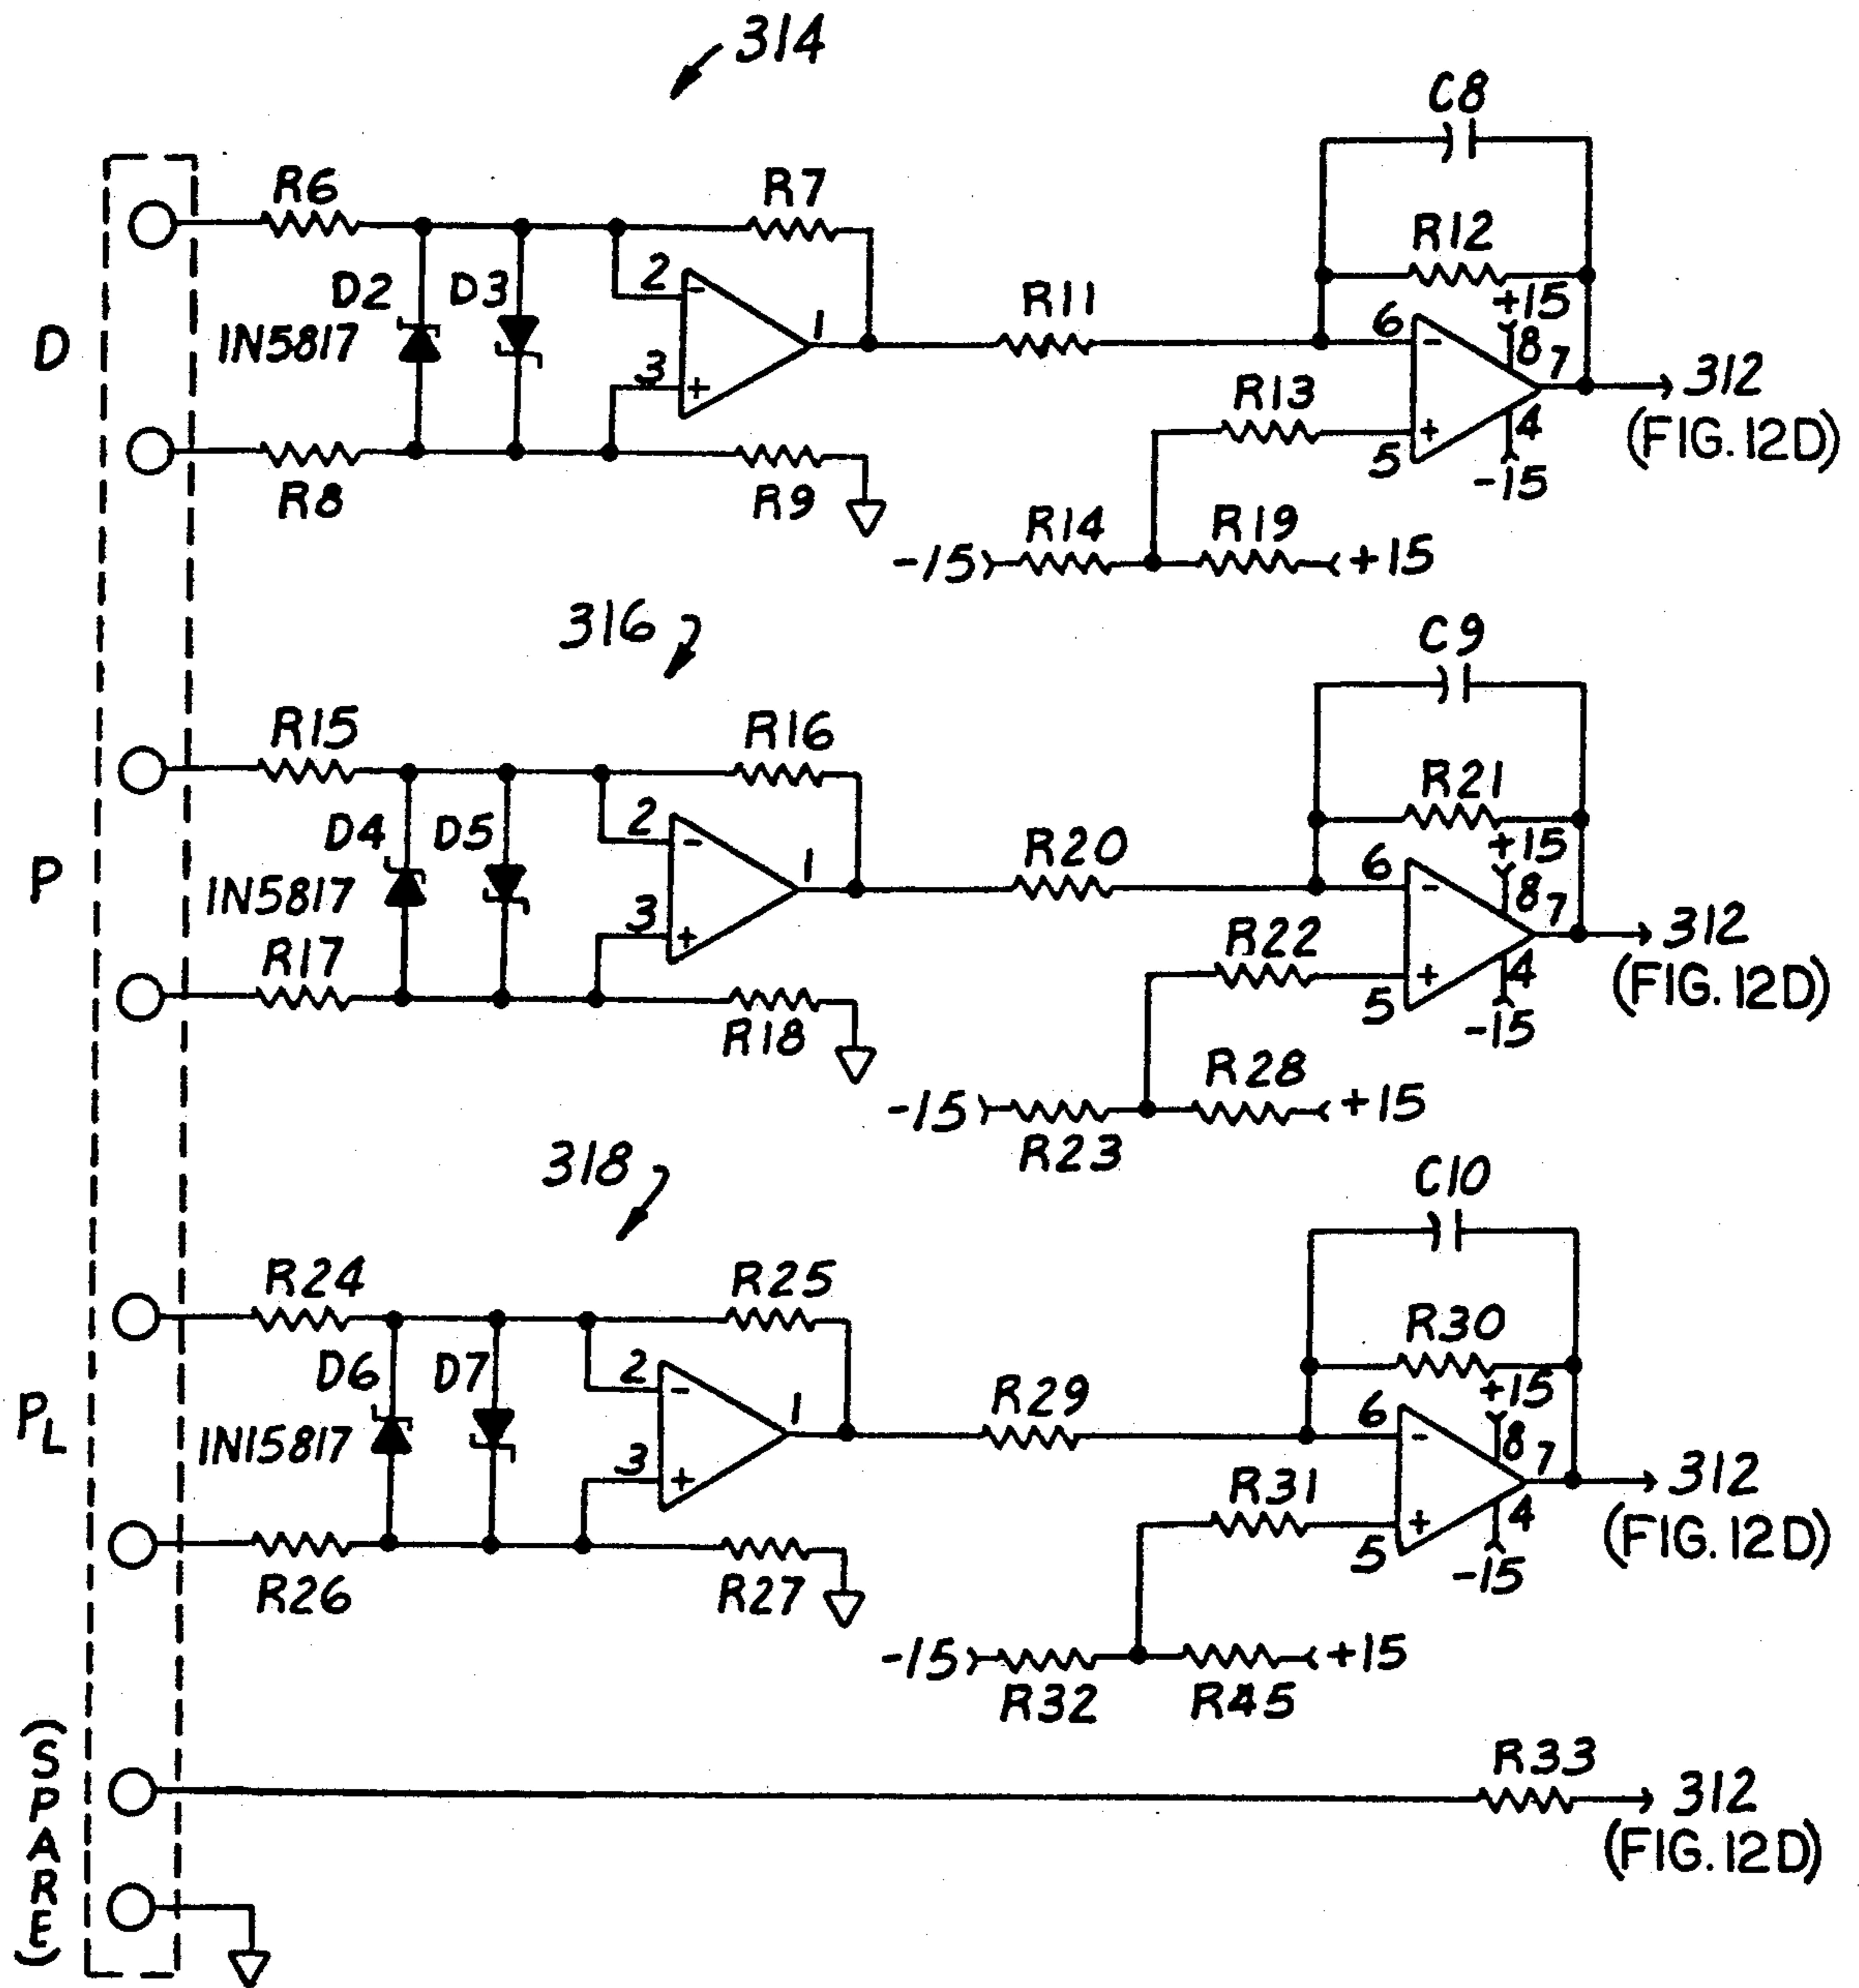 314
C8
R6
R7
R12
D2
D3
2
-
+15
1N5817
1
R11
6
-
8
7
D
3
+
R13
312
(FIG. 12D)
5
+
4
-15
R8
R9
R14
R19
-15
+15
316
C9
R15
R16
R21
D4
D5
2
-
+15
P
1N5817
1
R20
6
-
8
7
3
+
R22
312
(FIG. 12D)
R17
5
+
4
-15
R18
R28
-15
+15
R23
318
C10
R24
R25
R30
D6
D7
2
-
+15
PL
1N15817
1
R29
6
-
8
7
3
+
R31
312
(FIG. 12D)
5
+
4
-15
R26
R27
-15
+15
R32
R45
(SPARE)
R33
312
(FIG. 12D)